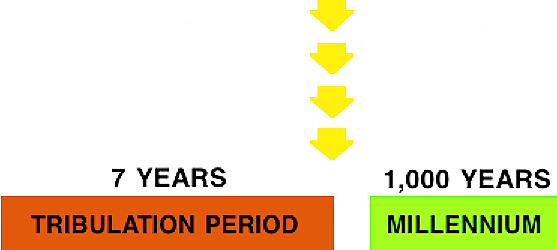 7 YEARS
1,000 YEARS
TRIBULATION PERIOD
MILLENNIUM